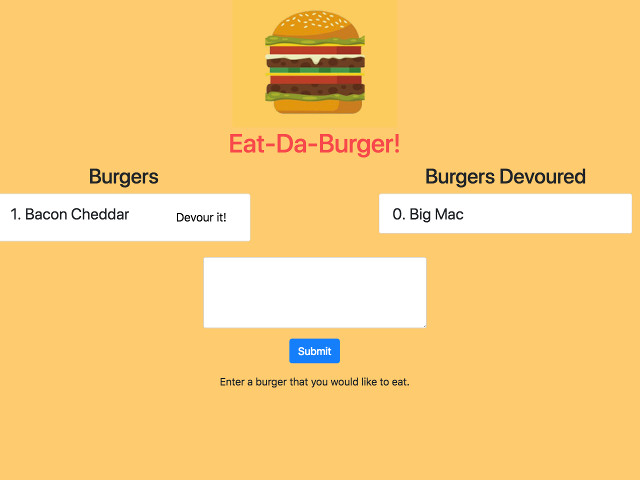 Eat-Da-Burger!
Burgers
1. Bacon Cheddar
Devour it!
Burgers Devoured
0. Big Mac
Submit
Enter a burger that you would like to eat.